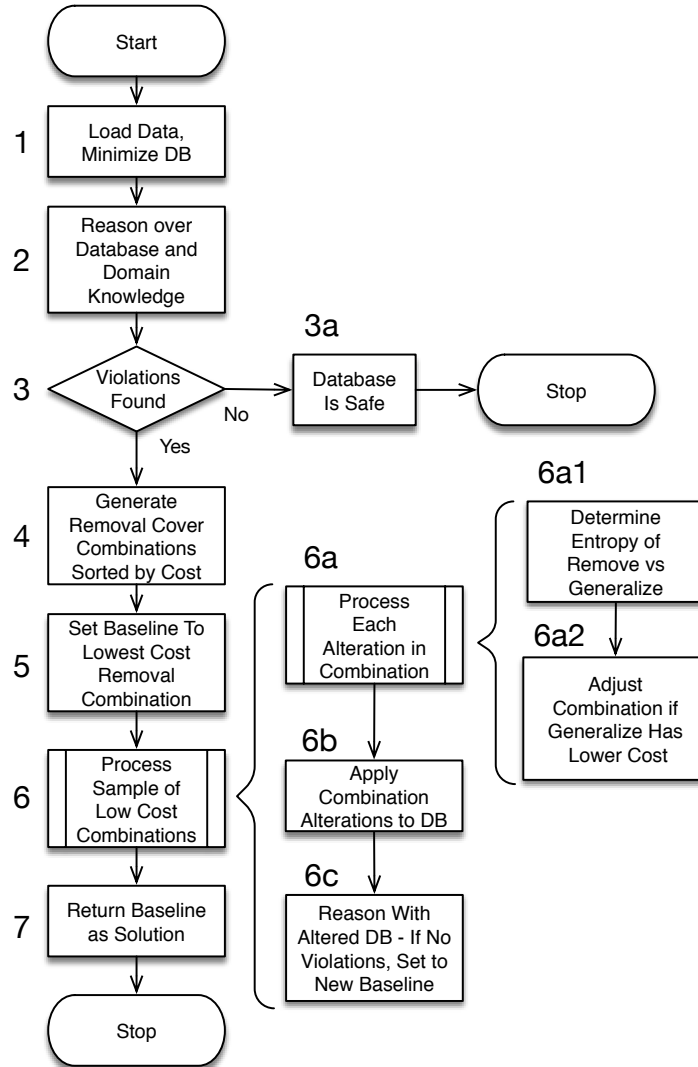 Start
1
Load Data,
Minimize DB
2
Reason over
Database and
Domain
Knowledge
3
Violations
Found
No
Yes
3a
Database
Is Safe
Stop
4
Generate
Removal Cover
Combinations
Sorted by Cost
5
Set Baseline To
Lowest Cost
Removal
Combination
6
Process
Sample of
Low Cost
Combinations
7
Return Baseline
as Solution
Stop
6a
Process
Each
Alteration in
Combination
6b
Apply
Combination
Alterations to DB
6c
Reason With
Altered DB - If No
Violations, Set to
New Baseline
6a1
Determine
Entropy of
Remove vs
Generalize
6a2
Adjust
Combination if
Generalize Has
Lower Cost